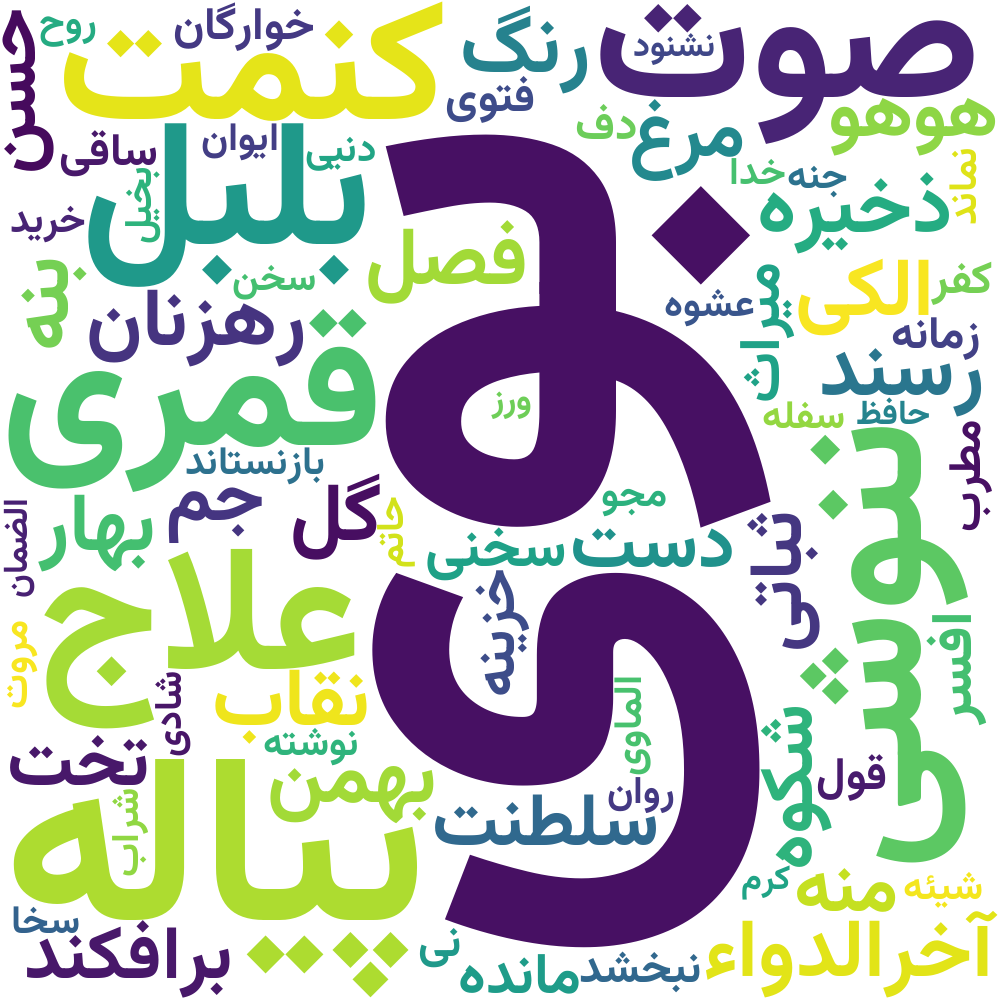 روح
خوارگان
کنمت
حسن
رنگ
نشنود
صوت
فتوی
هوهو
دف
مرغ
ایوان
دنیی
ساقی
بلبل
بخیل
خدا
جنه
نماند
ذخیره
خرید
فصل
سخن
بنه
رهزنان
میراث
عشوه
الکی
کفر
زمانه
رسند
قمری
ورز
سفله
حافظ
مطرب
بازنستاند
جم
گل
بهار
حاتم
مجو
دست
سخنی
ثباتی
ننوشی
الضمان
علاج
خزینه
افسر
مروت
شادی
نقاب
الماوی
شکوه
تخت
نوشته
بهمن
روان
قول
سلطنت
شراب
پیاله
کرم
منه
شیئه
سخا
برافکند
نی
مانده
نبخشد
آخرالدواء